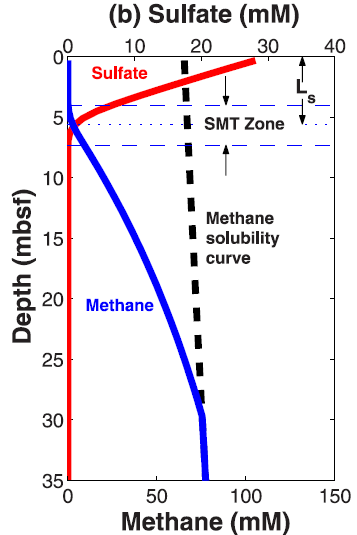 (b) Sulfate (mM)
0 10 20 30 40
Sulfate
L_s
SMT Zone
Methane
solubility
curve
Methane
Depth (mbsf)
0
5
10
15
20
25
30
35
0 50 100 150
Methane (mM)